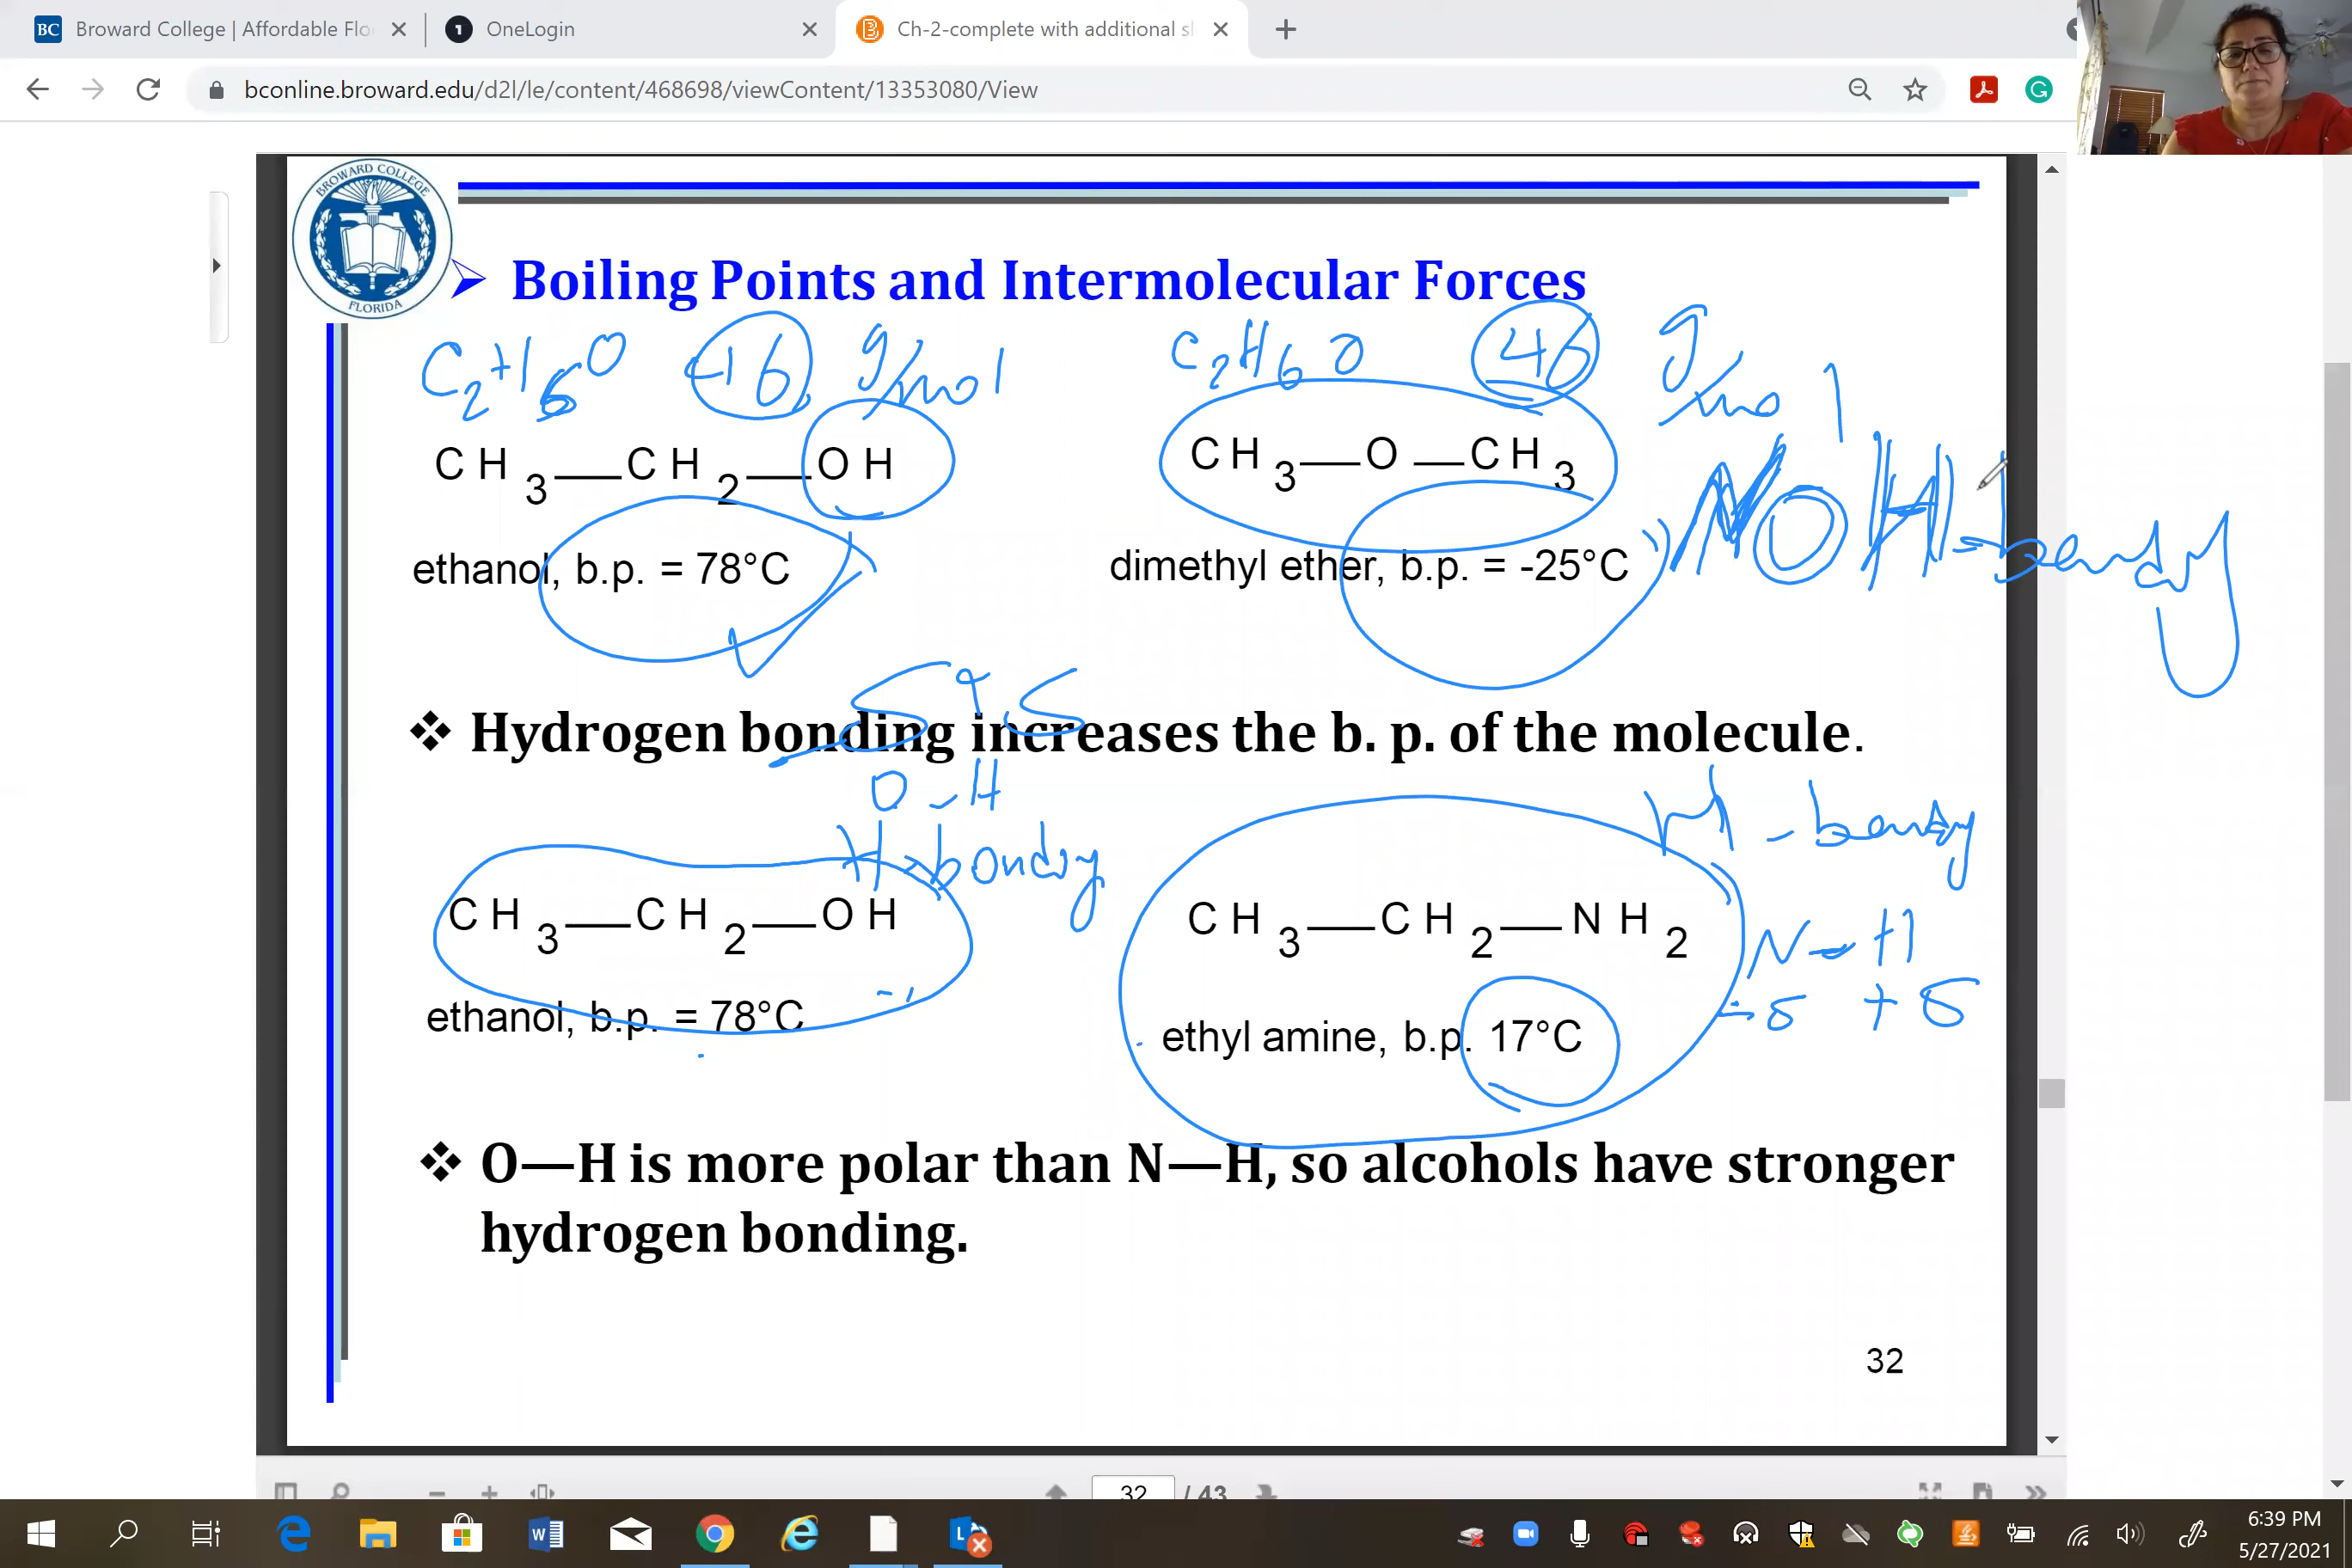 Broward College | Affordable Flo
OneLogin
Ch-2-complete with additional sl
bconline.broward.edu/d2l/le/content/468698/viewContent/13353080/View
BROWARD COLLEGE
FLORIDA
Boiling Points and Intermolecular Forces
C2H6O 46 g/mol
C2H6O 46 g/mol
CH3—CH2—OH
CH3—O—CH3
NO H-bondy
ethanol, b.p. = 78°C
dimethyl ether, b.p. = -25°C
❖ Hydrogen bonding increases the b. p. of the molecule.
O-H
H-bondy
H-bondy
CH3—CH2—OH
CH3—CH2—NH2
N-H
-δ +δ
ethanol, b.p. = 78°C
ethyl amine, b.p. 17°C
❖ O—H is more polar than N—H, so alcohols have stronger
hydrogen bonding.
32
32 / 43
6:39 PM
5/27/2021